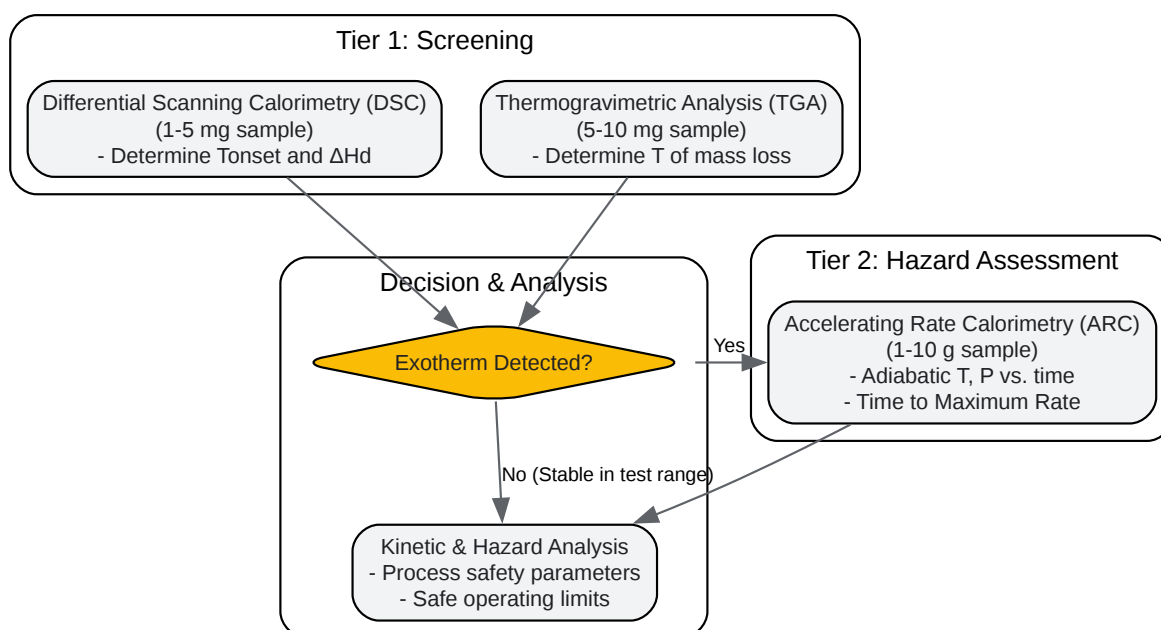 Tier 1: Screening
Differential Scanning Calorimetry (DSC)
(1-5 mg sample)
- Determine Tonset and ΔHd
Thermogravimetric Analysis (TGA)
(5-10 mg sample)
- Determine T of mass loss
Decision & Analysis
Exotherm Detected?
Yes
Tier 2: Hazard Assessment
Accelerating Rate Calorimetry (ARC)
(1-10 g sample)
- Adiabatic T, P vs. time
- Time to Maximum Rate
No (Stable in test range)
Kinetic & Hazard Analysis
- Process safety parameters
- Safe operating limits